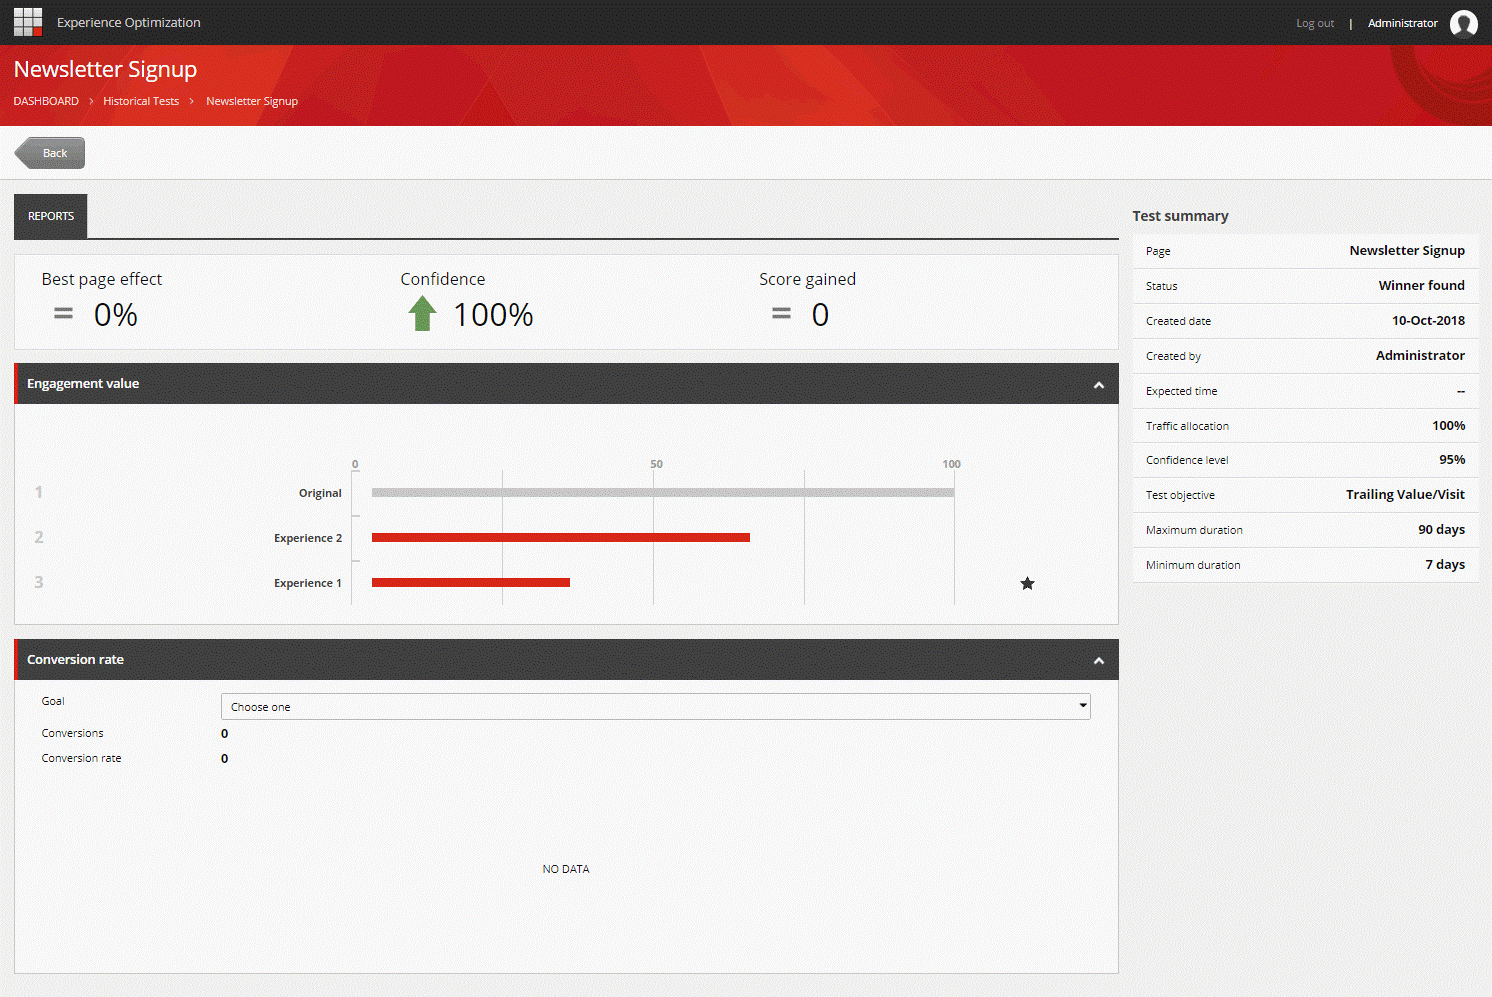 Experience Optimization
Log out | Administrator
Newsletter Signup
DASHBOARD > Historical Tests > Newsletter Signup
Back
REPORTS
Best page effect
= 0%
Confidence
100%
Score gained
= 0
Engagement value
0 50 100
1 Original
2 Experience 2
3 Experience 1
Conversion rate
Goal Choose one
Conversions 0
Conversion rate 0
NO DATA
Test summary
Page Newsletter Signup
Status Winner found
Created date 10-Oct-2018
Created by Administrator
Expected time --
Traffic allocation 100%
Confidence level 95%
Test objective Trailing Value/Visit
Maximum duration 90 days
Minimum duration 7 days